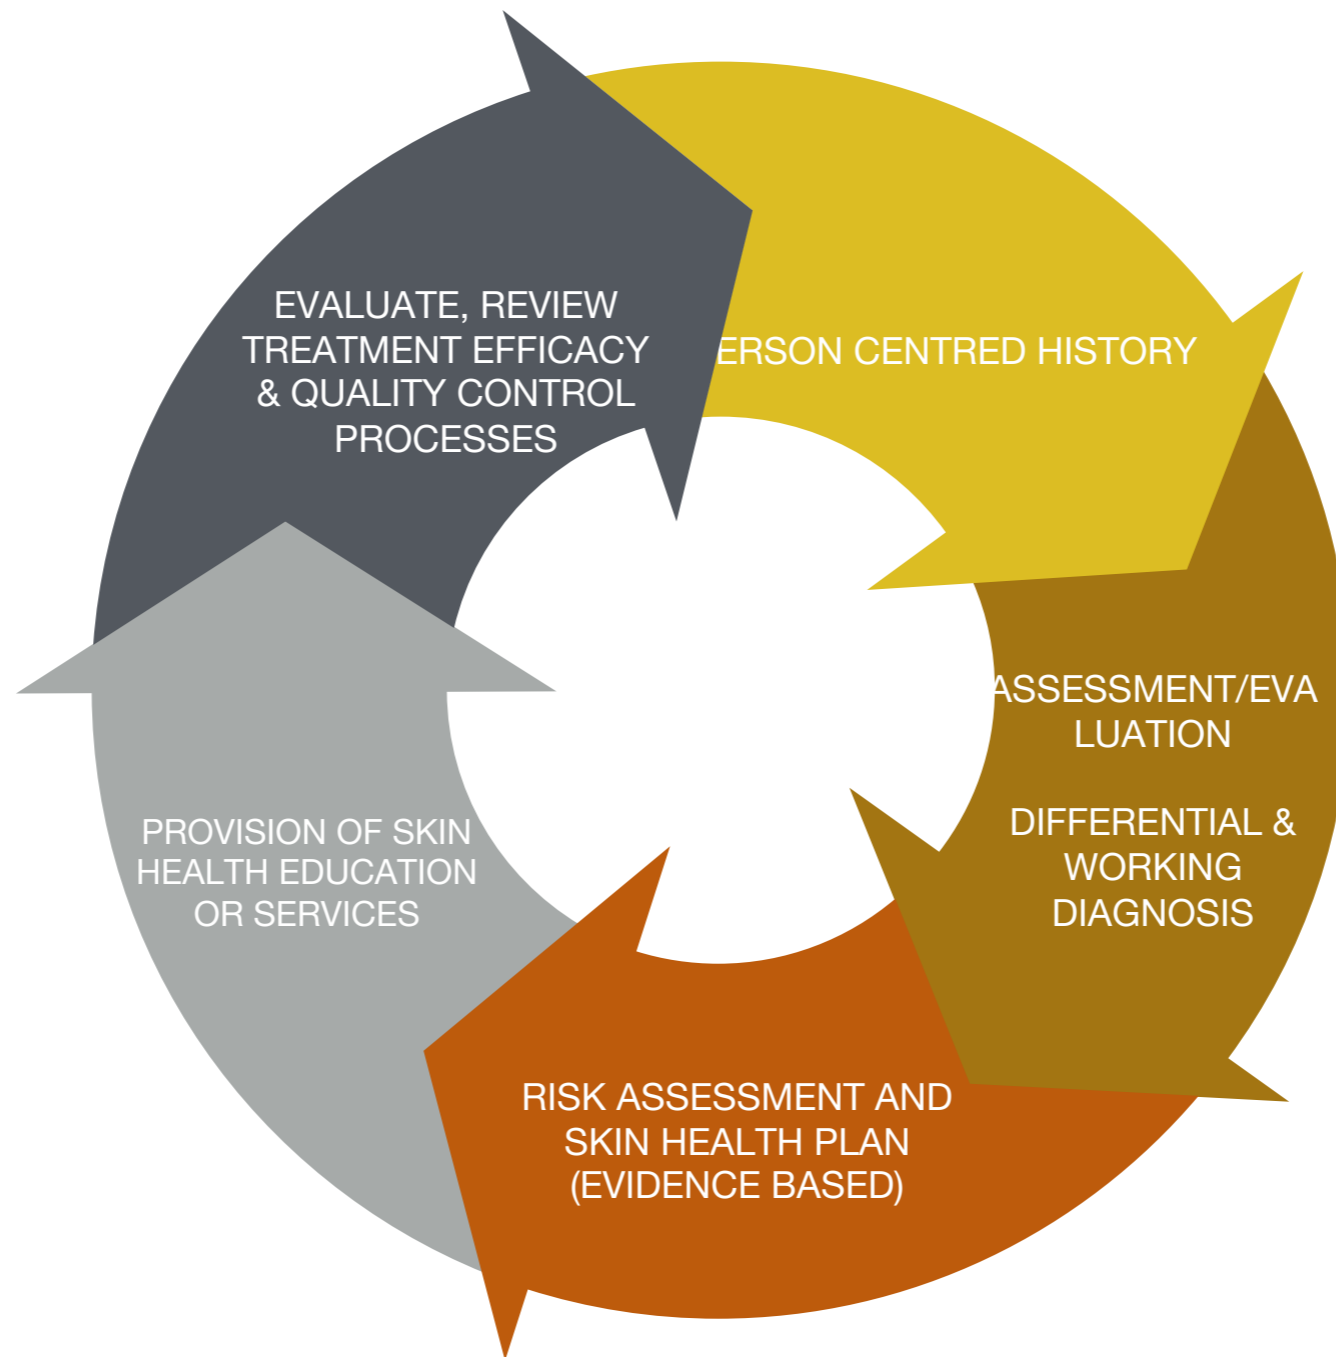 EVALUATE, REVIEW
TREATMENT EFFICACY
& QUALITY CONTROL
PROCESSES
ERSON CENTRED HISTORY
ASSESSMENT/EVA
LUATION
DIFFERENTIAL &
WORKING
DIAGNOSIS
RISK ASSESSMENT AND
SKIN HEALTH PLAN
(EVIDENCE BASED)
PROVISION OF SKIN
HEALTH EDUCATION
OR SERVICES